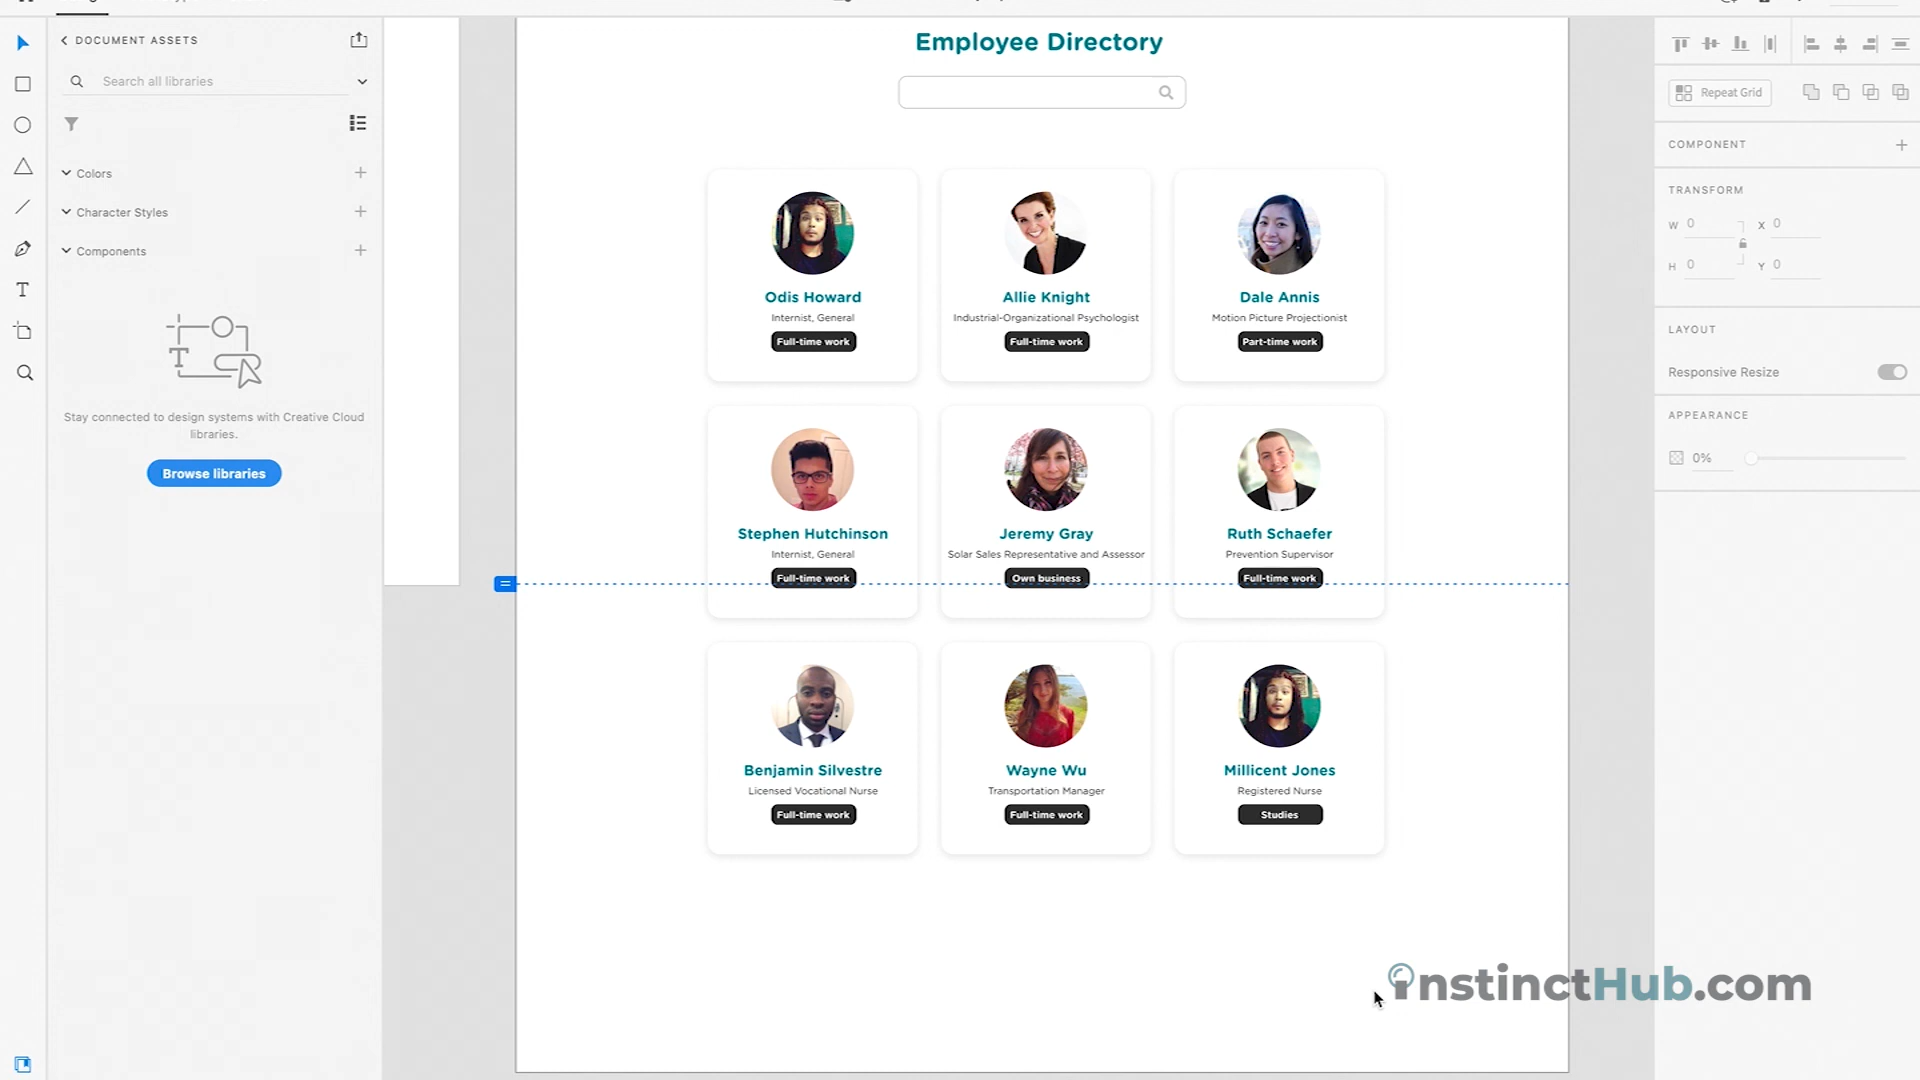 DOCUMENT ASSETS
Search all libraries
Colors
Character Styles
Components
T
Stay connected to design systems with Creative Cloud
libraries.
Browse libraries
Employee Directory
Odis Howard
Internist, General
Full-time work
Allie Knight
Industrial-Organizational Psychologist
Full-time work
Dale Annis
Motion Picture Projectionist
Part-time work
Stephen Hutchinson
Internist, General
Full-time work
Jeremy Gray
Solar Sales Representative and Assessor
Own business
Ruth Schaefer
Prevention Supervisor
Full-time work
Benjamin Silvestre
Licensed Vocational Nurse
Full-time work
Wayne Wu
Transportation Manager
Full-time work
Millicent Jones
Registered Nurse
Studies
Repeat Grid
COMPONENT
TRANSFORM
W 0 X 0
H 0 Y 0
LAYOUT
Responsive Resize
APPEARANCE
0%
instinctHub.com